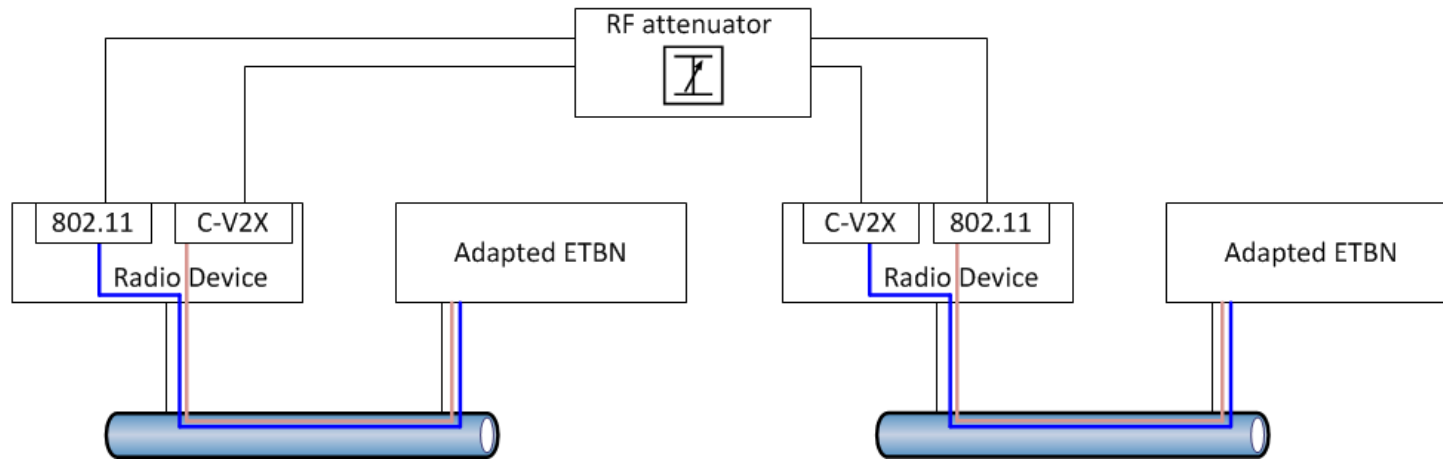 RF attenuator
802.11
C-V2X
Radio Device
Adapted ETBN
C-V2X
802.11
Radio Device
Adapted ETBN